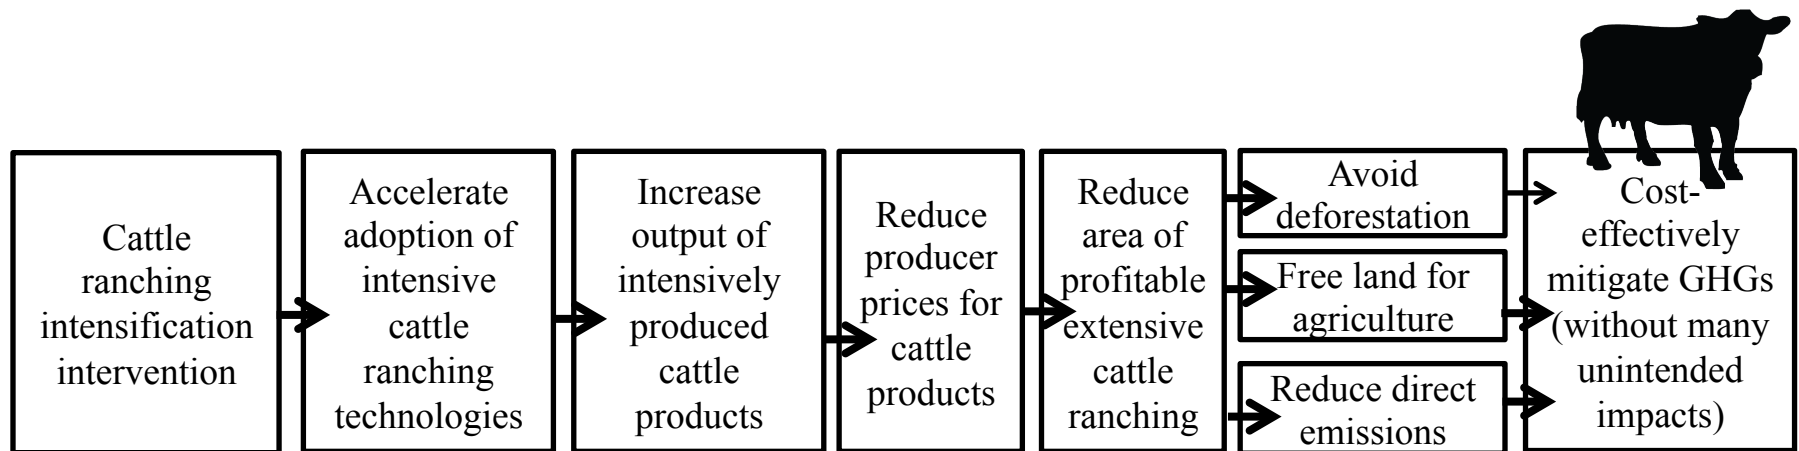 Cattle
ranching
intensification
intervention
Accelerate
adoption of
intensive
cattle
ranching
technologies
Increase
output of
intensively
produced
cattle
products
Reduce
producer
prices for
cattle
products
Reduce
area of
profitable
extensive
cattle
ranching
Avoid
deforestation
Free land for
agriculture
Reduce direct
emissions
Cost-
effectively
mitigate GHGs
(without many
unintended
impacts)